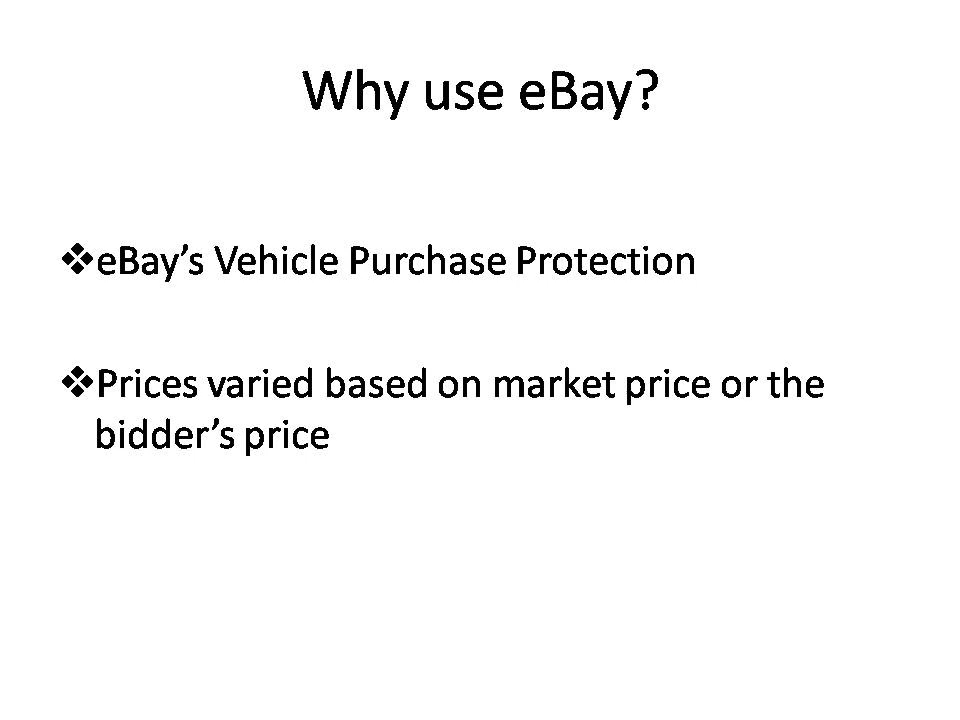 Why use eBay?
❖eBay’s Vehicle Purchase Protection
❖Prices varied based on market price or the
bidder’s price